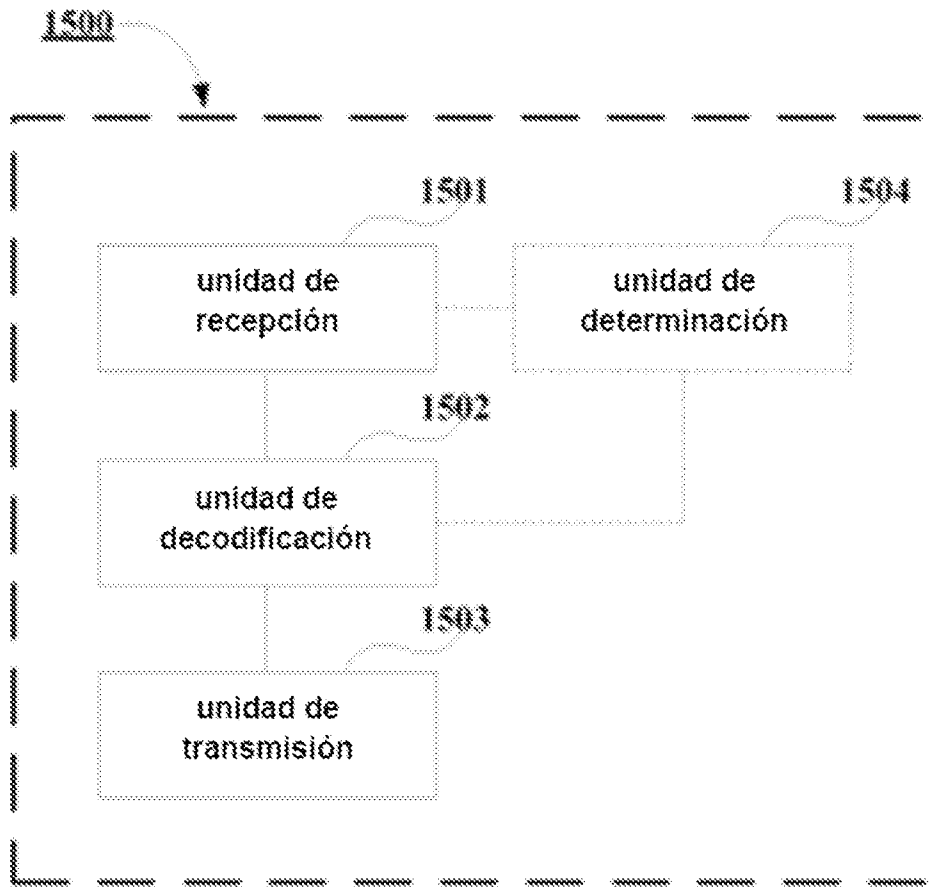 1500
1501
1504
unidad de
recepción
unidad de
determinación
1502
unidad de
decodificación
1503
unidad de
transmisión